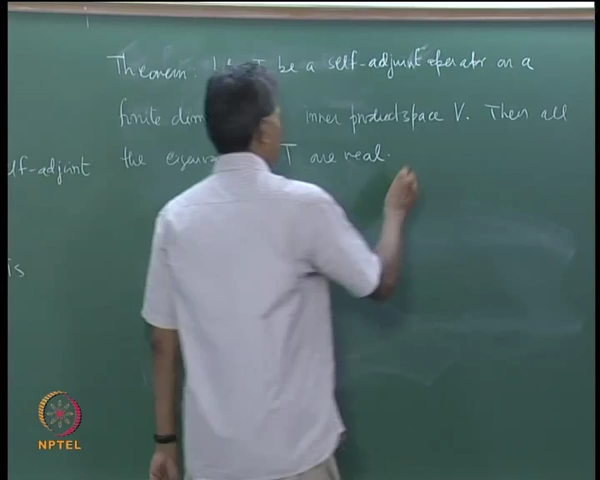 Theorem: Let T be a self-adjoint operator on a
finite dim inner product space V. Then all
lf-adjoint the eigenva T are real.
is
NPTEL